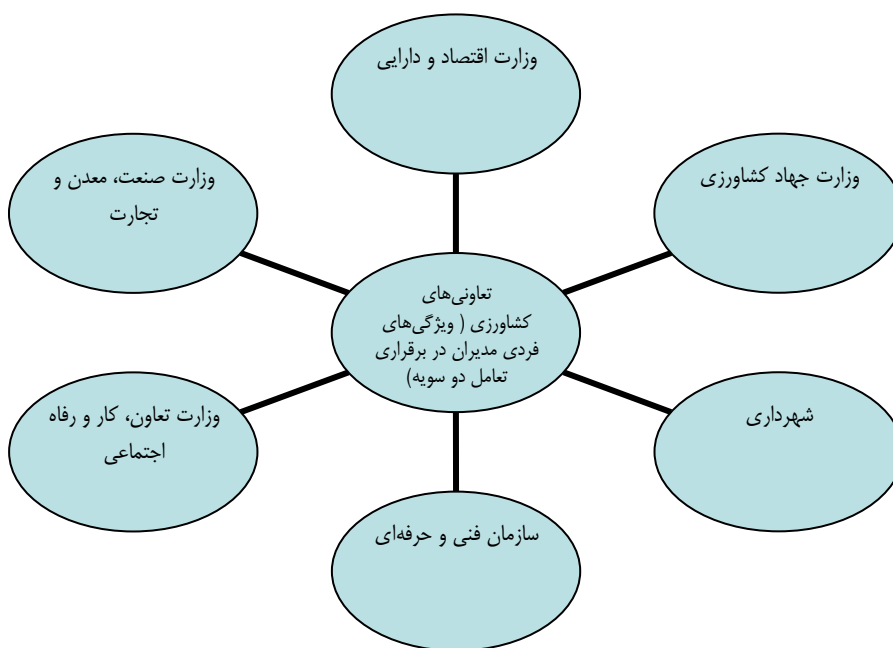 وزارت اقتصاد و دارایی
وزارت جهاد کشاورزی
وزارت صنعت، معدن و
تجارت
تعاونی‌های
کشاورزی ( ویژگی‌های
فردی مدیران در برقراری
تعامل دو سویه)
شهرداری
وزارت تعاون، کار و رفاه
اجتماعی
سازمان فنی و حرفه‌ای